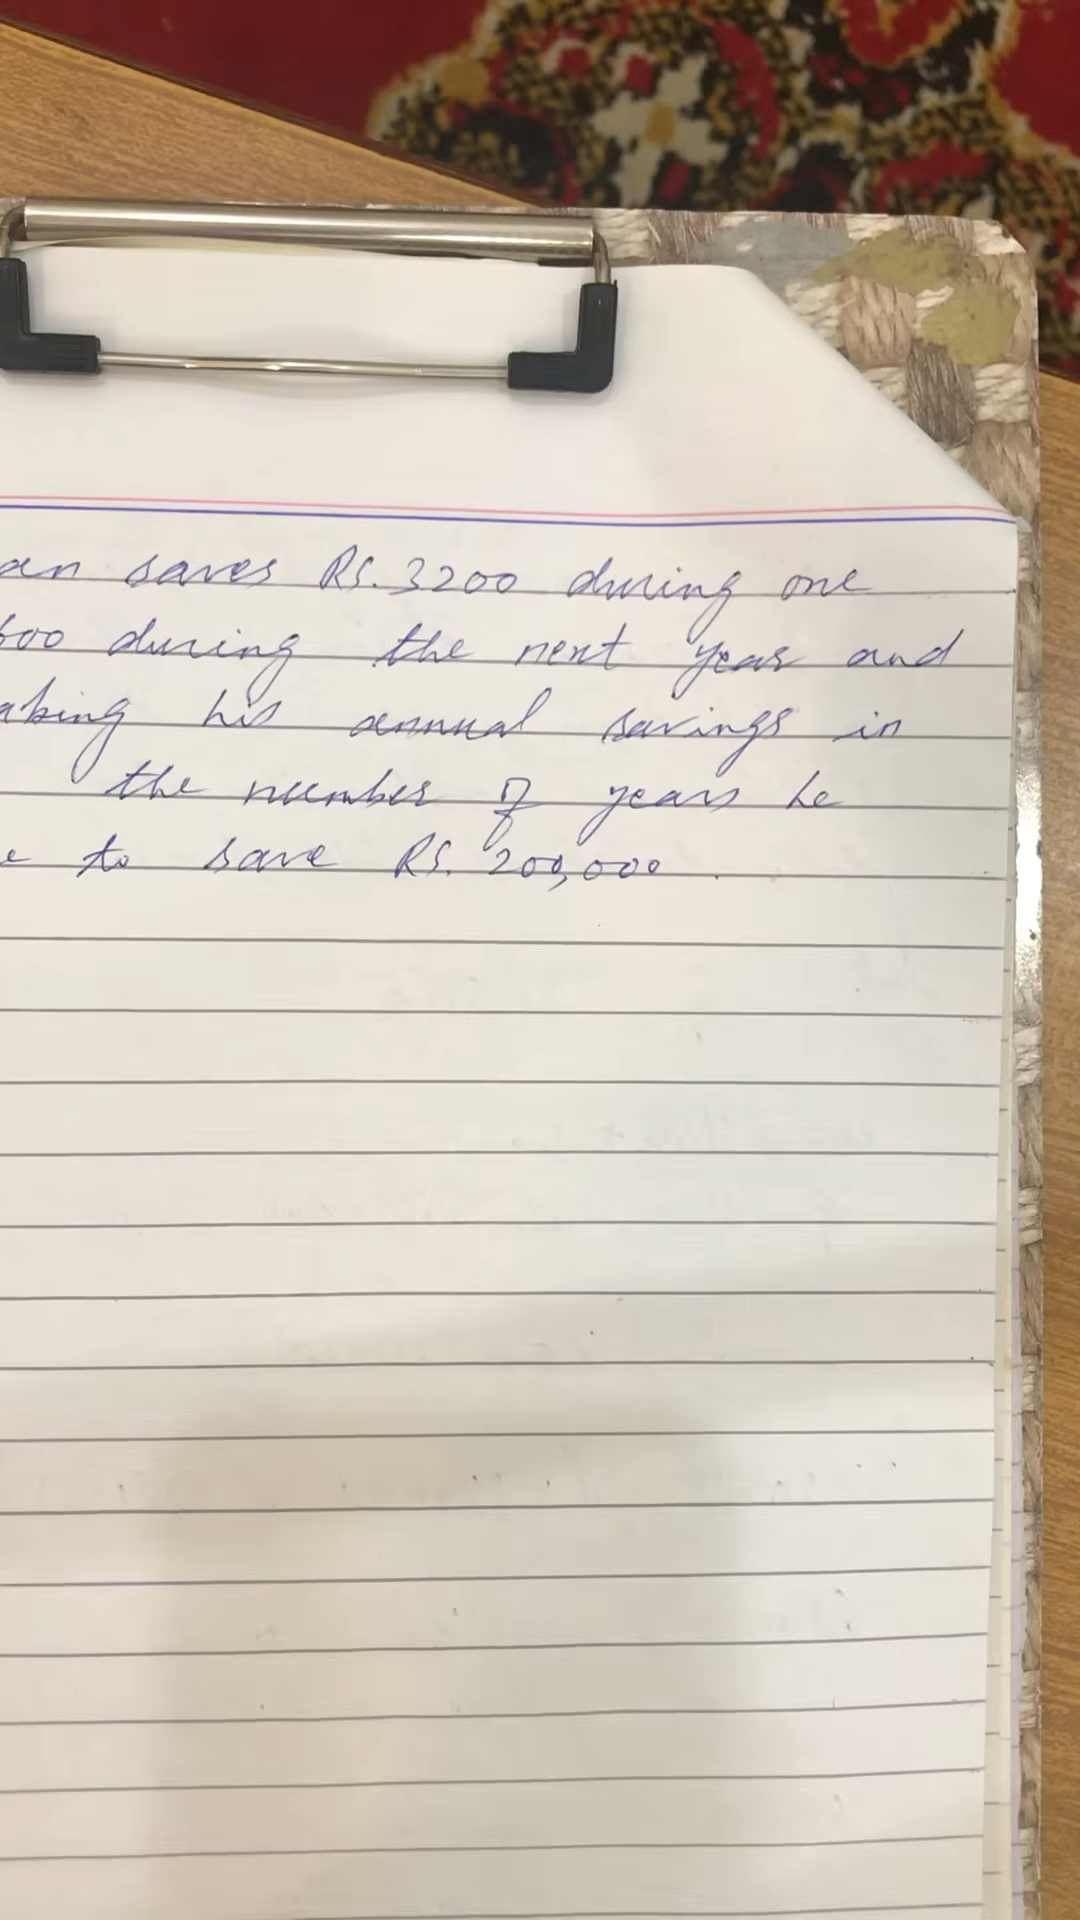 an saves Rs. 3200 during one
600 during the next year and
aking his annual savings in
the number of years he
e to save Rs. 200,000.